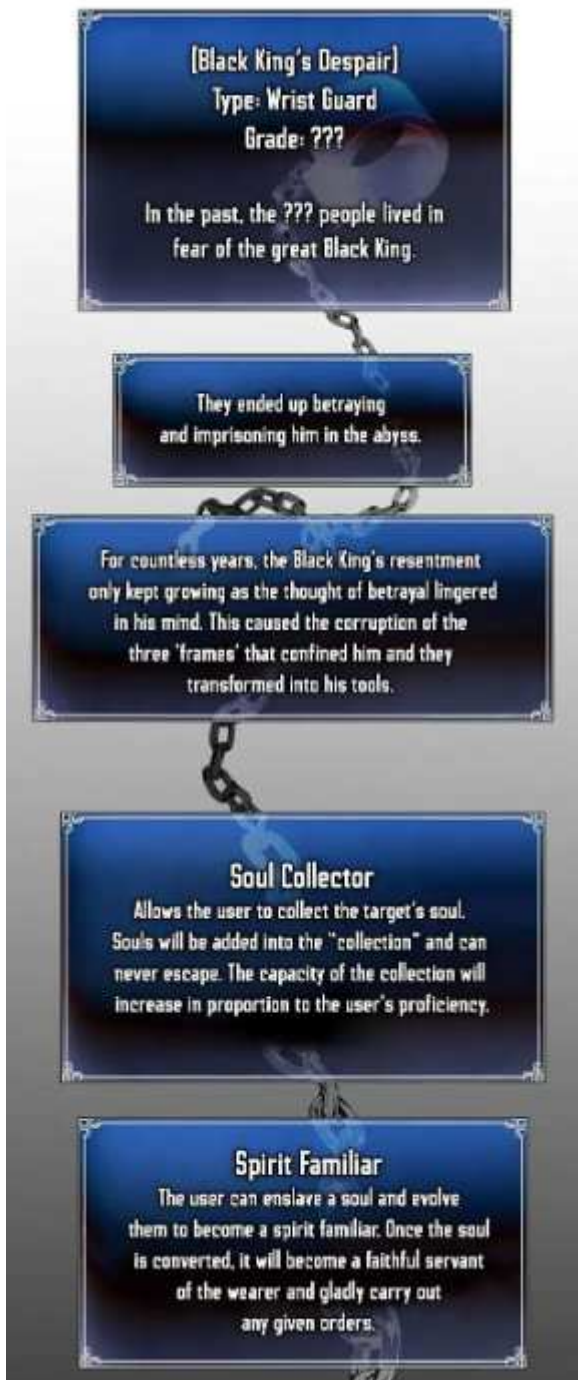 [Black King's Despair]
Type: Wrist Guard
Grade: ???
In the past, the ??? people lived in
fear of the great Black King.
They ended up betraying
and imprisoning him in the abyss.
For countless years, the Black King's resentment
only kept growing as the thought of betrayal lingered
in his mind. This caused the corruption of the
three 'frames' that confined him and they
transformed into his tools.
Soul Collector
Allows the user to collect the target's soul.
Souls will be added into the "collection" and can
never escape. The capacity of the collection will
increase in proportion to the user's proficiency.
Spirit Familiar
The user can enslave a soul and evolve
them to become a spirit familiar. Once the soul
is converted, it will become a faithful servant
of the wearer and gladly carry out
any given orders.